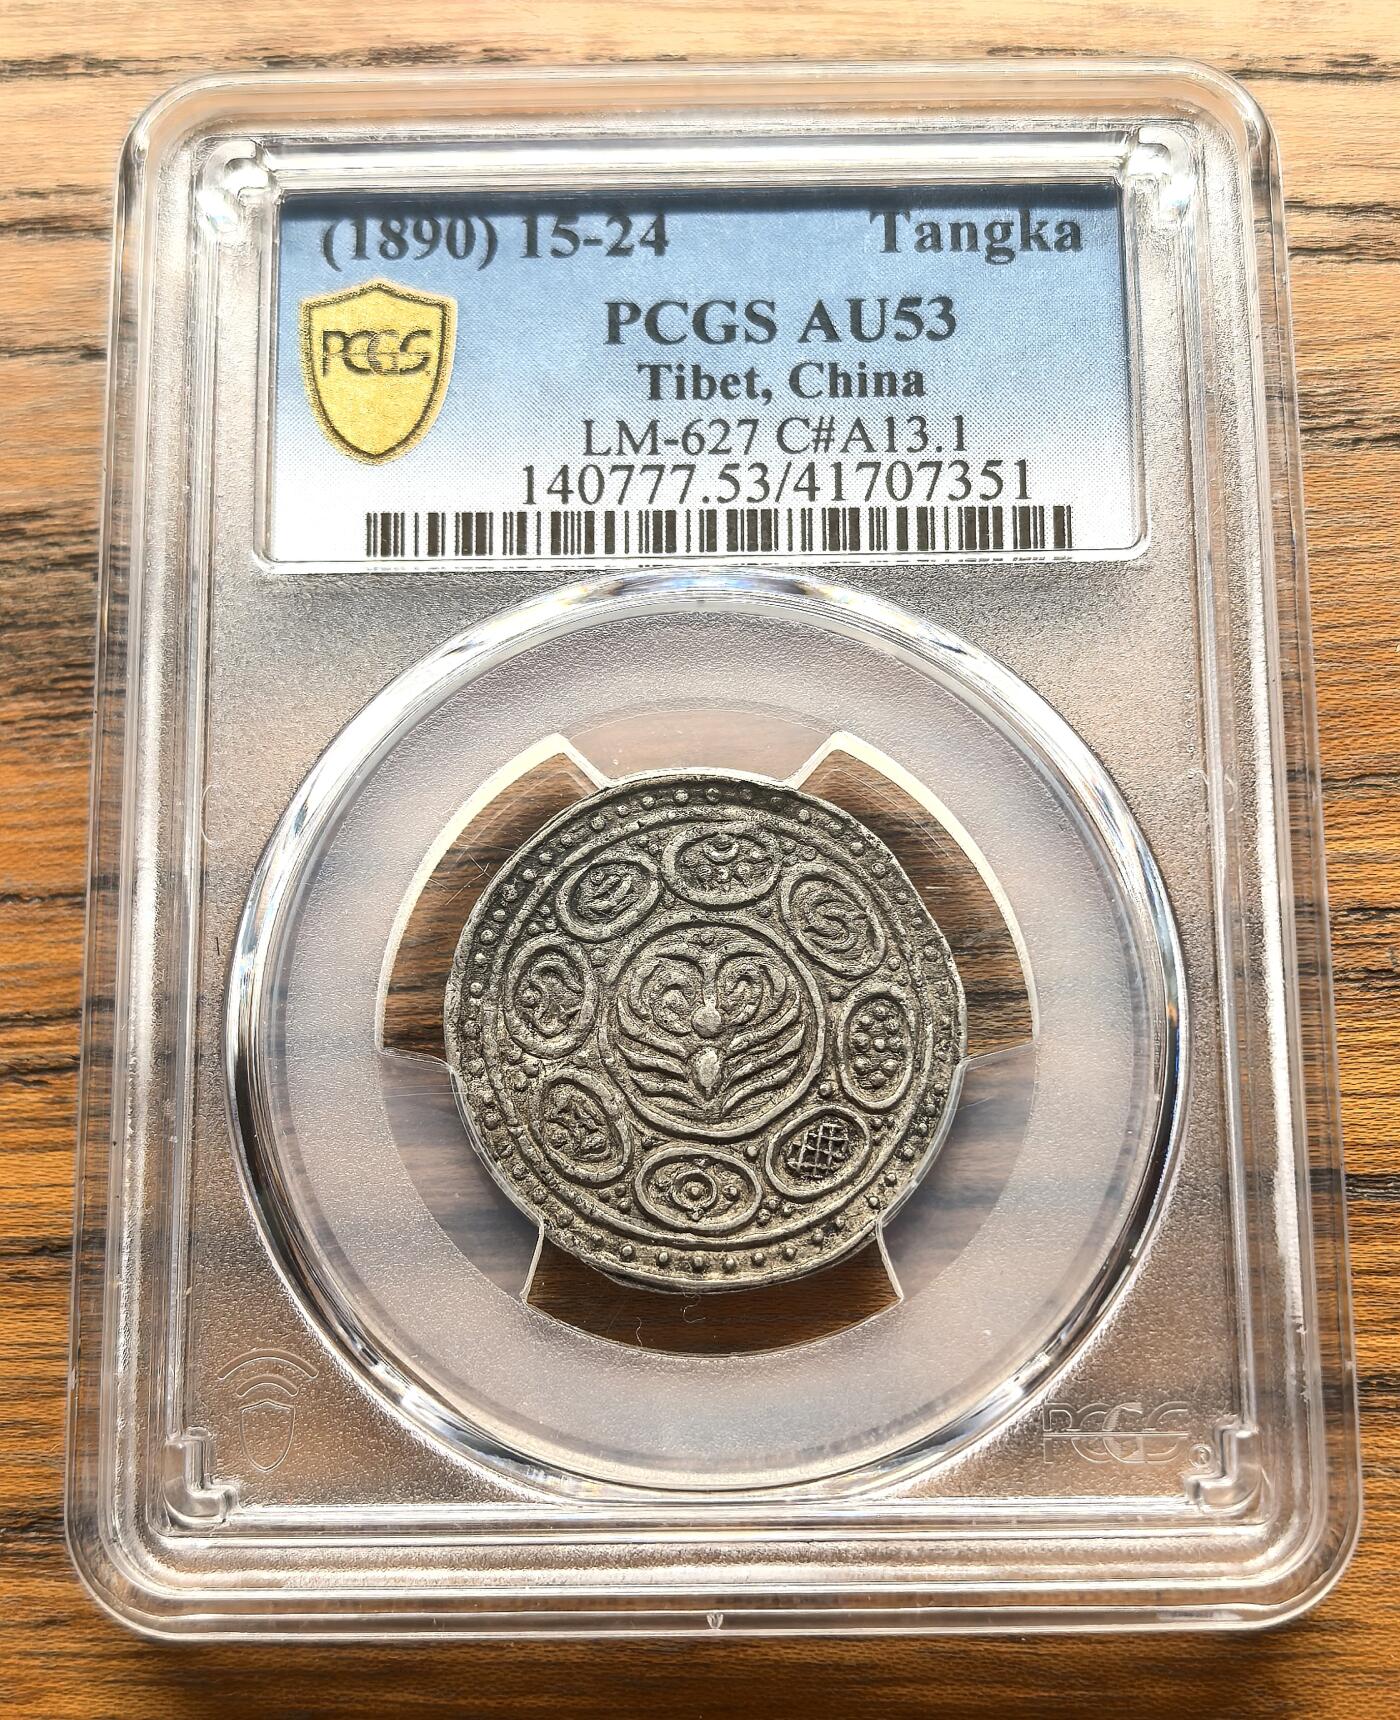 (1890) 15-24 Tangka
PCGS
PCGS AU53
Tibet, China
LM-627 C#A13.1
140777.53/41707351
PCGS